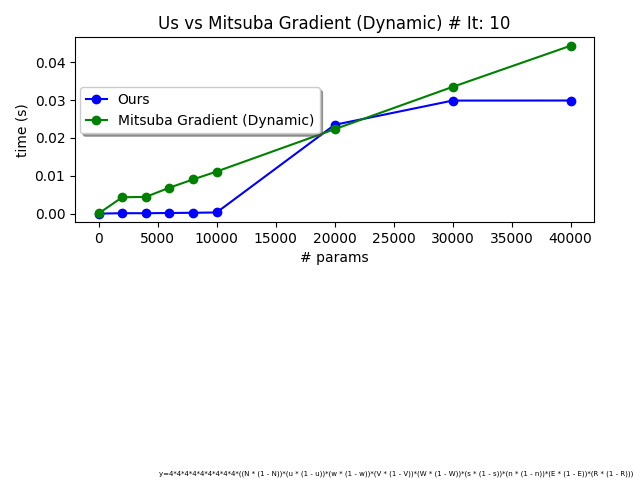 Us vs Mitsuba Gradient (Dynamic) # It: 10
0.04
0.03
0.02
0.01
0.00
time (s)
Ours
Mitsuba Gradient (Dynamic)
0 5000 10000 15000 20000 25000 30000 35000 40000
# params
y=4*4*4*4*4*4*4*4*4*((N * (1 - N))*(u * (1 - u))*(w * (1 - w))*(V * (1 - V))*(W * (1 - W))*(s * (1 - s))*(n * (1 - n))*(E * (1 - E))*(R * (1 - R)))